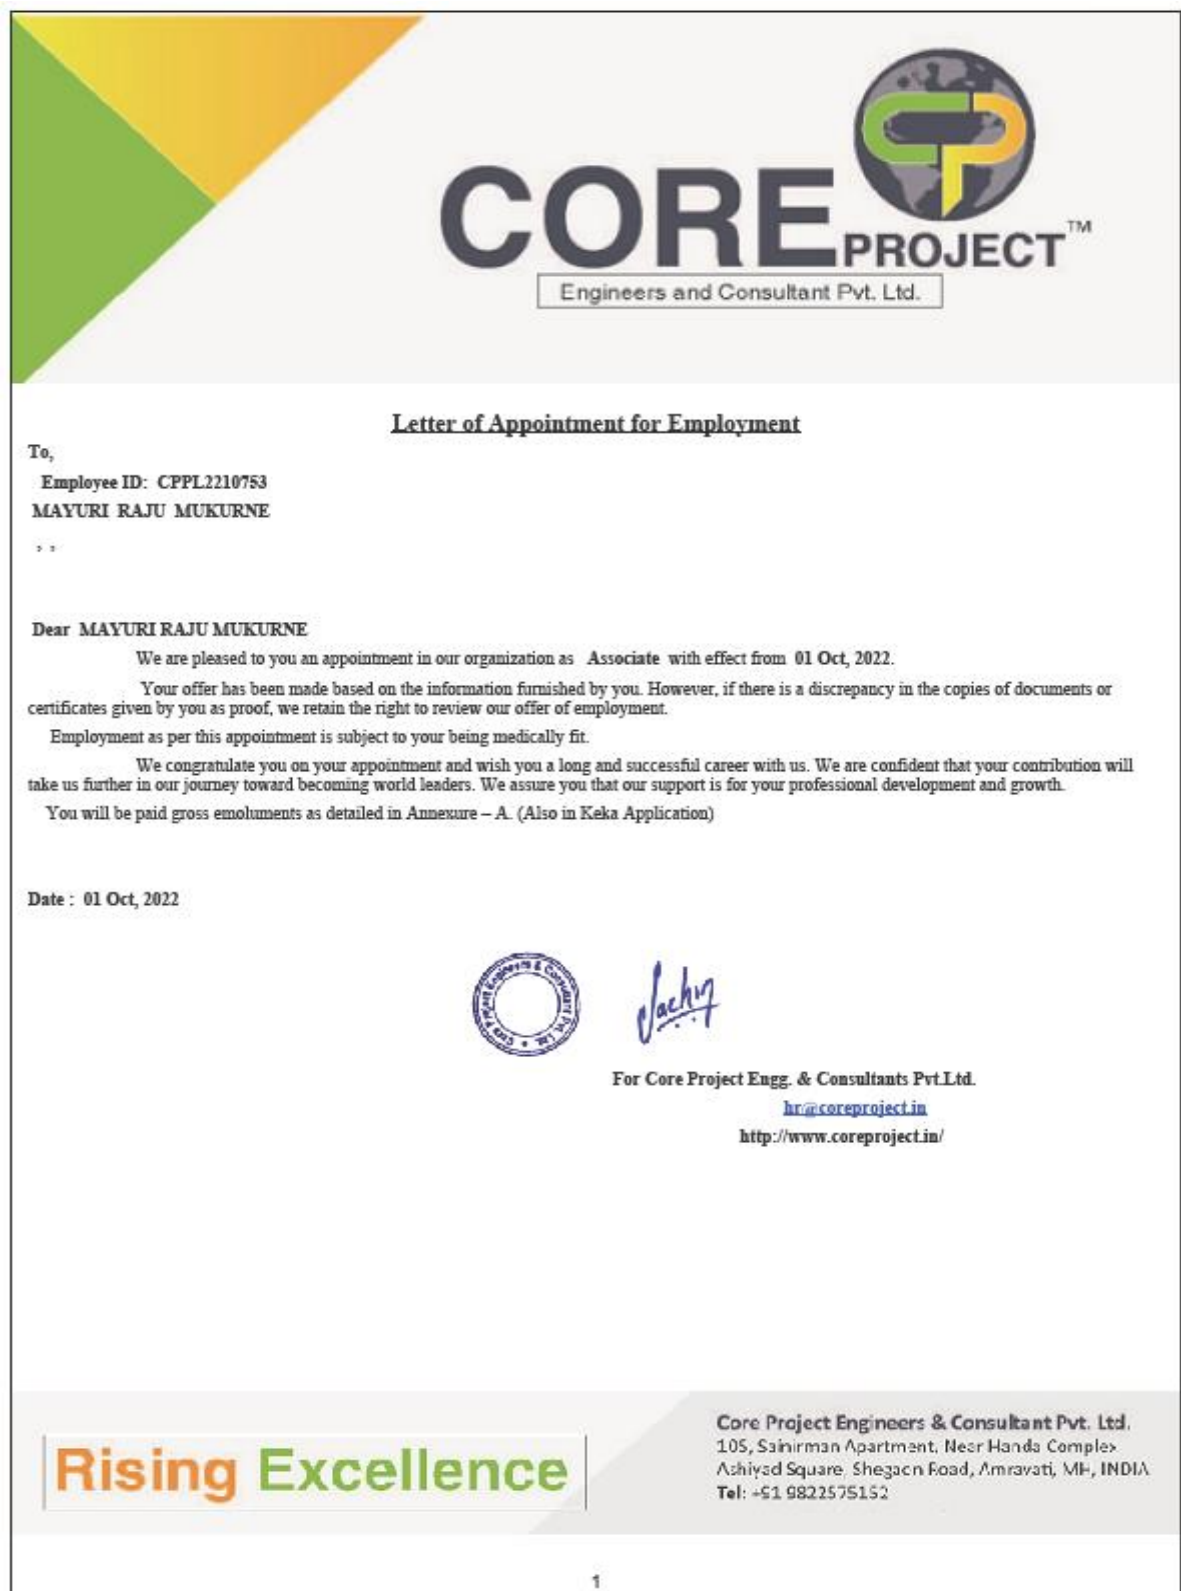 CORE PROJECT™
Engineers and Consultant Pvt. Ltd.
Letter of Appointment for Employment
To,
Employee ID: CPPL2210753
MAYURI RAJU MUKURNE
, ,
Dear MAYURI RAJU MUKURNE
We are pleased to you an appointment in our organization as Associate with effect from 01 Oct, 2022.
Your offer has been made based on the information furnished by you. However, if there is a discrepancy in the copies of documents or
certificates given by you as proof, we retain the right to review our offer of employment.
Employment as per this appointment is subject to your being medically fit.
We congratulate you on your appointment and wish you a long and successful career with us. We are confident that your contribution will
take us further in our journey toward becoming world leaders. We assure you that our support is for your professional development and growth.
You will be paid gross emoluments as detailed in Annexure – A. (Also in Keka Application)
Date : 01 Oct, 2022
Core Project Engineers & Consultant Pvt. Ltd.
Sachin
For Core Project Engg. & Consultants Pvt.Ltd.
hr@coreproject.in
http://www.coreproject.in/
Rising Excellence
Core Project Engineers & Consultant Pvt. Ltd.
105, Sainirman Apartment, Near Handa Complex
Ashiyad Square, Shegaon Road, Amravati, MH, INDIA
Tel: +91 9822575152
1